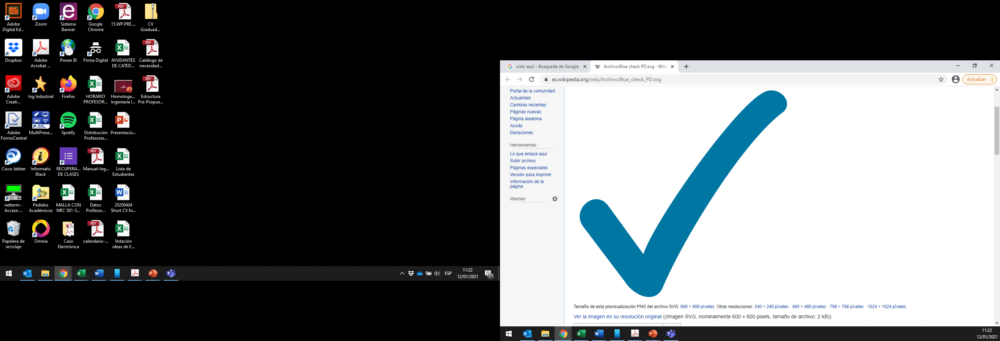 Adobe
Digital Ed...
Zoom
Sistema
Banner
Google
Chrome
15.WP.PRE....
CV
Graduad...
Dropbox
Adobe
Acrobat ...
Power BI
Firma Digital
AYUDANTES
DE CATED...
Catálogo de
necesidad...
Adobe
Creati...
Ing Industrial
Firefox
HORARIO
PROFESOR...
Homologa...
Ingeniería I...
Estructura
Pre-Propue...
Adobe
FormsCentral
MultiPrese...
Spotify
Distribución
Profesores...
Presentacio...
Cisco Jabber
Informatic
Black
RECUPERA...
DE CLASES
Manual-Ing...
Lista de
Estudiantes
netterm -
Acceso ...
Pedidos
Académicos
MALLA CON
NRC 581-5...
Datos
Profesor...
20200404
Short CV fo...
Papelera de
reciclaje
Omnia
Caso
Electrónica
calendario-...
Votación
ideas de E...
ESP
11:22
12/01/2021
21
visto azul - Búsqueda de Google
Archivo:Blue check PD.svg - Wiki
es.wikipedia.org/wiki/Archivo:Blue_check_PD.svg
Actualizar
Portal de la comunidad
Actualidad
Cambios recientes
Páginas nuevas
Página aleatoria
Ayuda
Donaciones
Herramientas
Lo que enlaza aquí
Subir archivo
Páginas especiales
Versión para imprimir
Información de la
página
Idiomas
Tamaño de esta previsualización PNG del archivo SVG: 600 × 600 píxeles. Otras resoluciones: 240 × 240 píxeles · 480 × 480 píxeles · 768 × 768 píxeles · 1024 × 1024 píxeles.
Ver la imagen en su resolución original ((Imagen SVG, nominalmente 600 × 600 pixels, tamaño de archivo: 2 kB))
11:22
12/01/2021